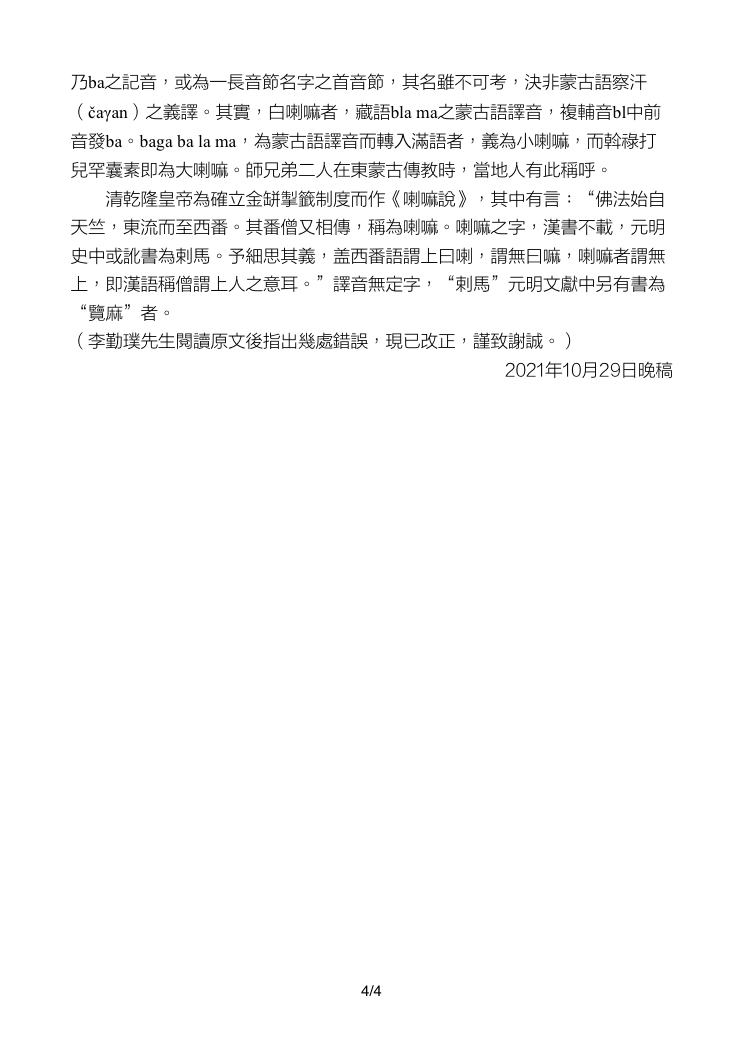 乃ba之記音，或為一長音節名字之首音節，其名雖不可考，決非蒙古語察汗
（čaγan）之義譯。其實，白喇嘛者，藏語bla ma之蒙古語譯音，複輔音bl中前
音發ba。baga ba la ma，為蒙古語譯音而轉入滿語者，義為小喇嘛，而斡祿打
兒罕囊素即為大喇嘛。師兄弟二人在東蒙古傳教時，當地人有此稱呼。
清乾隆皇帝為確立金缾掣籤制度而作《喇嘛說》，其中有言：“佛法始自
天竺，東流而至西番。其番僧又相傳，稱為喇嘛。喇嘛之字，漢書不載，元明
史中或訛書為剌馬。予細思其義，盖西番語謂上曰喇，謂無曰嘛，喇嘛者謂無
上，即漢語稱僧謂上人之意耳。”譯音無定字，“剌馬”元明文獻中另有書為
“覽麻”者。
（李勤璞先生閱讀原文後指出幾處錯誤，現已改正，謹致謝誠。）
2021年10月29日晚稿
4/4